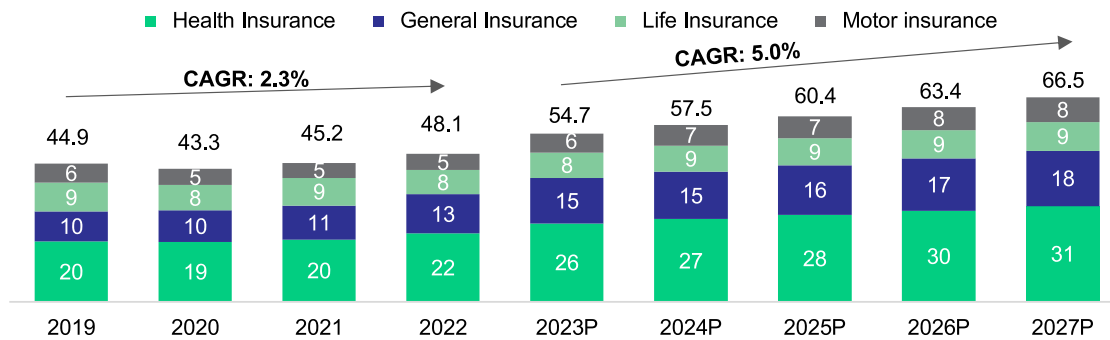 Health Insurance General Insurance Life Insurance Motor insurance
CAGR: 2.3%
CAGR: 5.0%
44.9 43.3 45.2 48.1 54.7 57.5 60.4 63.4 66.5
6 5 5 5 6 7 7 8 8
9 8 9 8 8 9 9 9 9
10 10 11 13 15 15 16 17 18
20 19 20 22 26 27 28 30 31
2019 2020 2021 2022 2023P 2024P 2025P 2026P 2027P